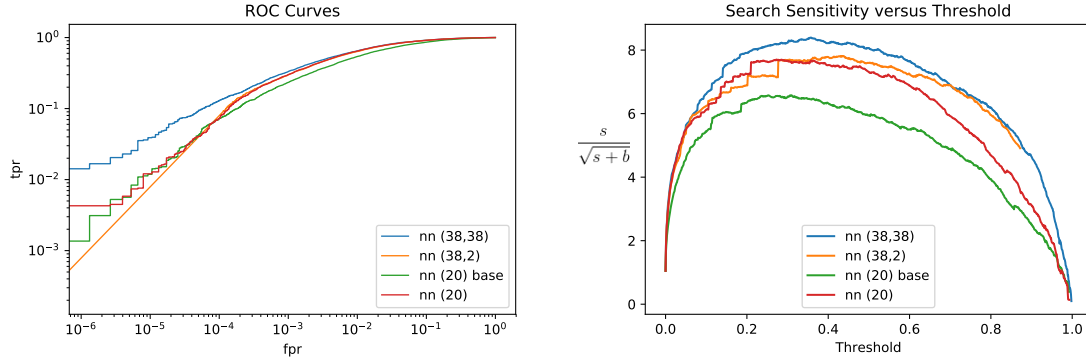 ROC Curves
tpr
10^0
10^-1
10^-2
10^-3
10^-6 10^-5 10^-4 10^-3 10^-2 10^-1 10^0
fpr
nn (38,38)
nn (38,2)
nn (20) base
nn (20)
Search Sensitivity versus Threshold
s
√s + b
8
6
4
2
0
0.0 0.2 0.4 0.6 0.8 1.0
Threshold
nn (38,38)
nn (38,2)
nn (20) base
nn (20)